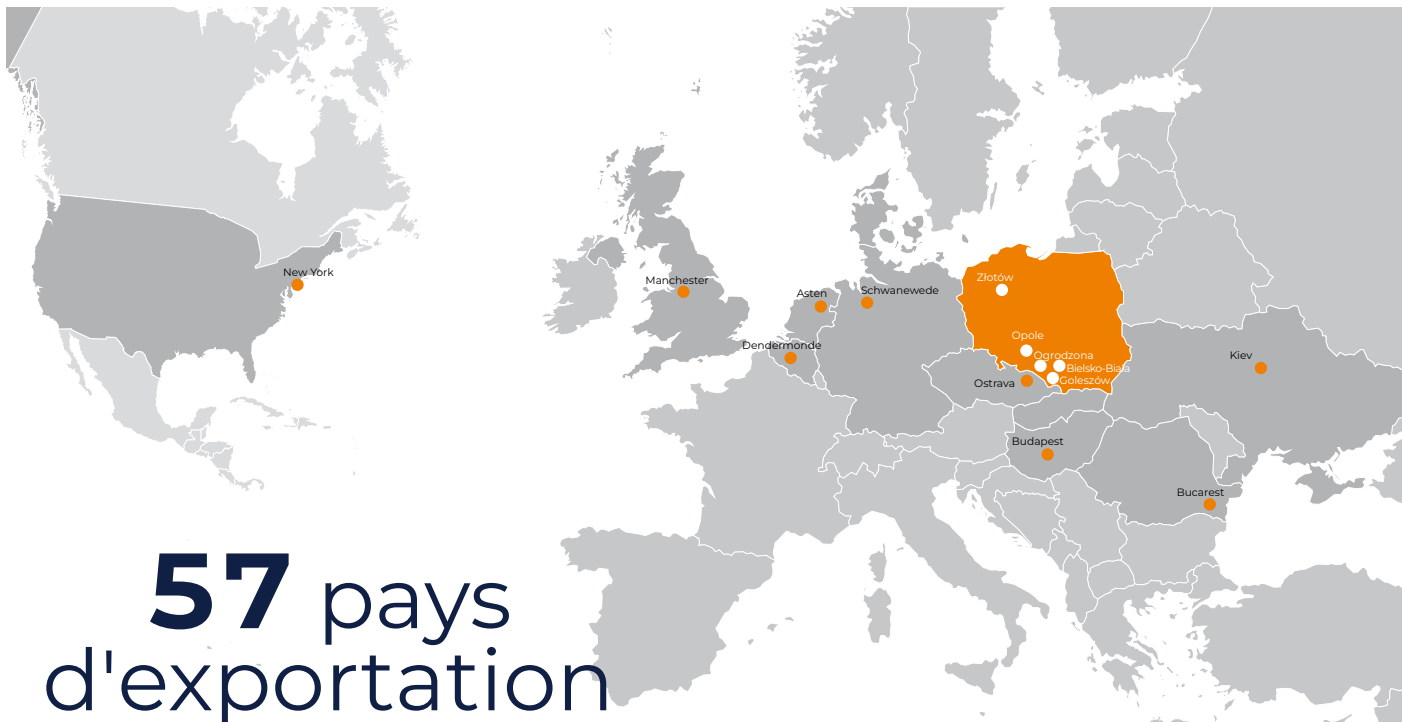 New York
Manchester
Asten
Schwanewede
Dendermonde
Złotów
Opole
Ogrodzona
Bielsko-Biała
Goleszów
Ostrava
Kiev
Budapest
Bucarest
57 pays
d'exportation